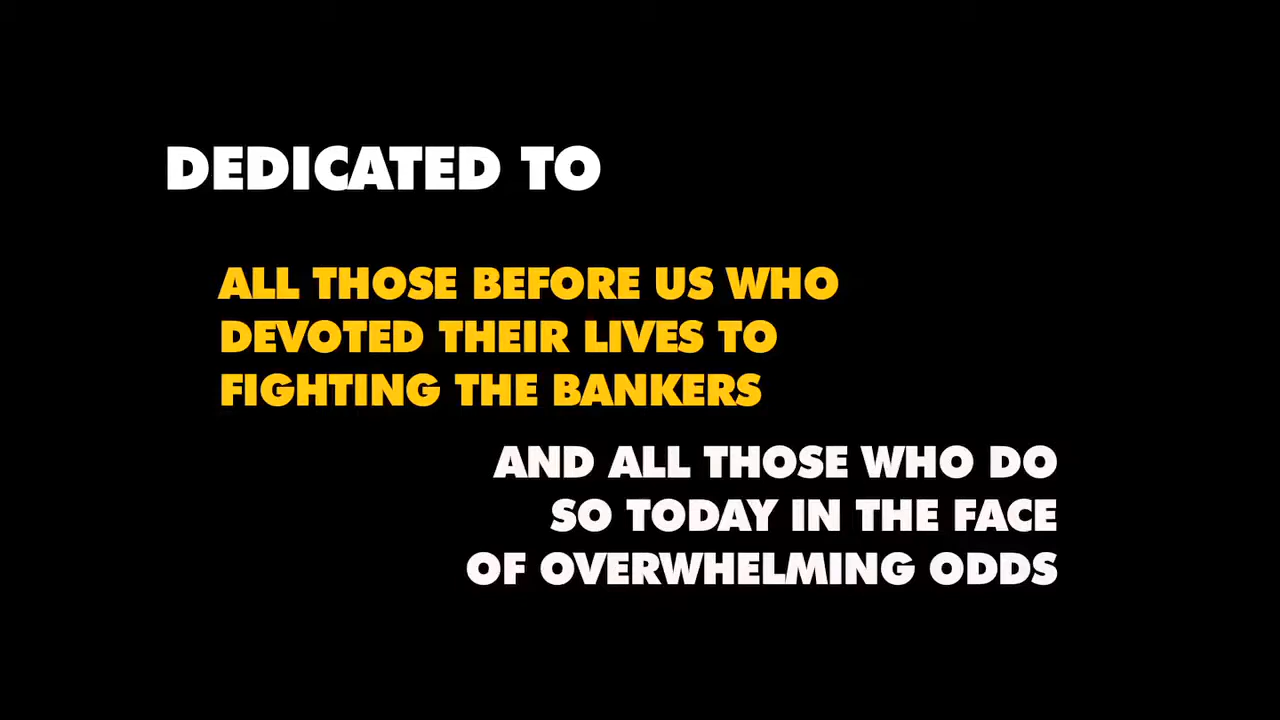 DEDICATED TO
ALL THOSE BEFORE US WHO
DEVOTED THEIR LIVES TO
FIGHTING THE BANKERS
AND ALL THOSE WHO DO
SO TODAY IN THE FACE
OF OVERWHELMING ODDS